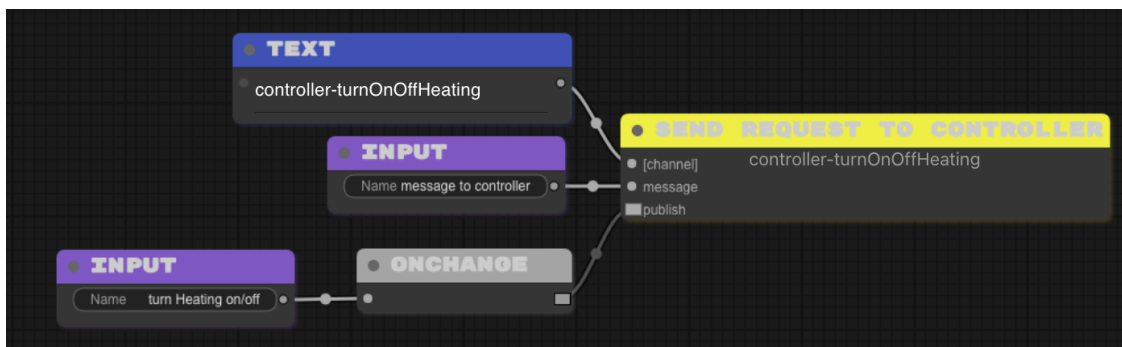 TEXT
controller-turnOnOffHeating
SEND REQUEST TO CONTROLLER
[channel]
controller-turnOnOffHeating
message
publish
INPUT
Name message to controller
INPUT
Name turn Heating on/off
ONCHANGE